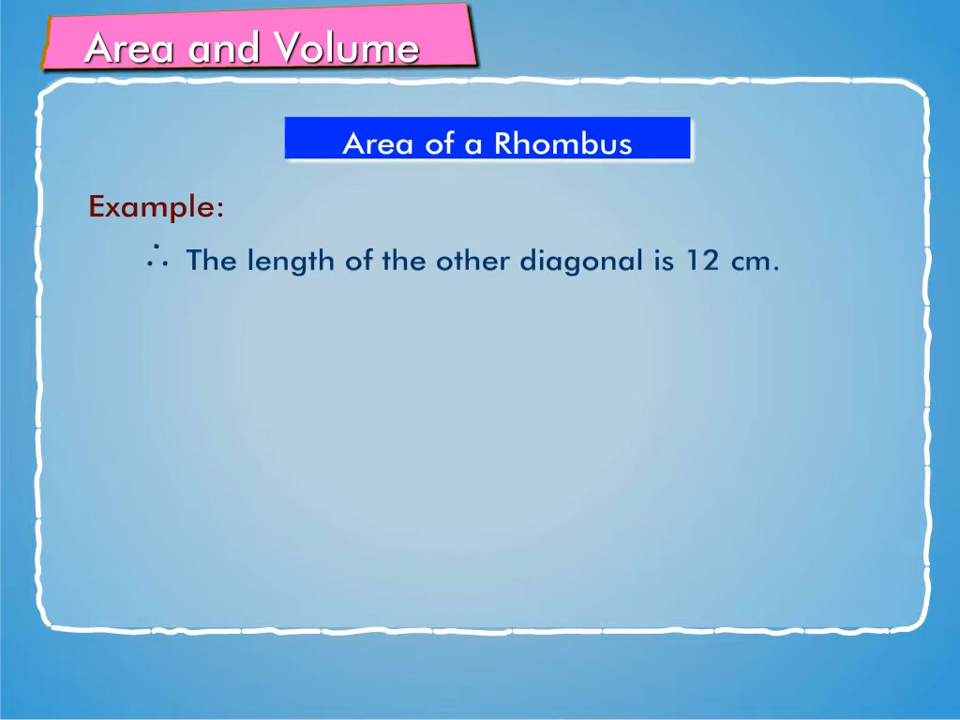 Area and Volume
Area of a Rhombus
Example:
∴ The length of the other diagonal is 12 cm.